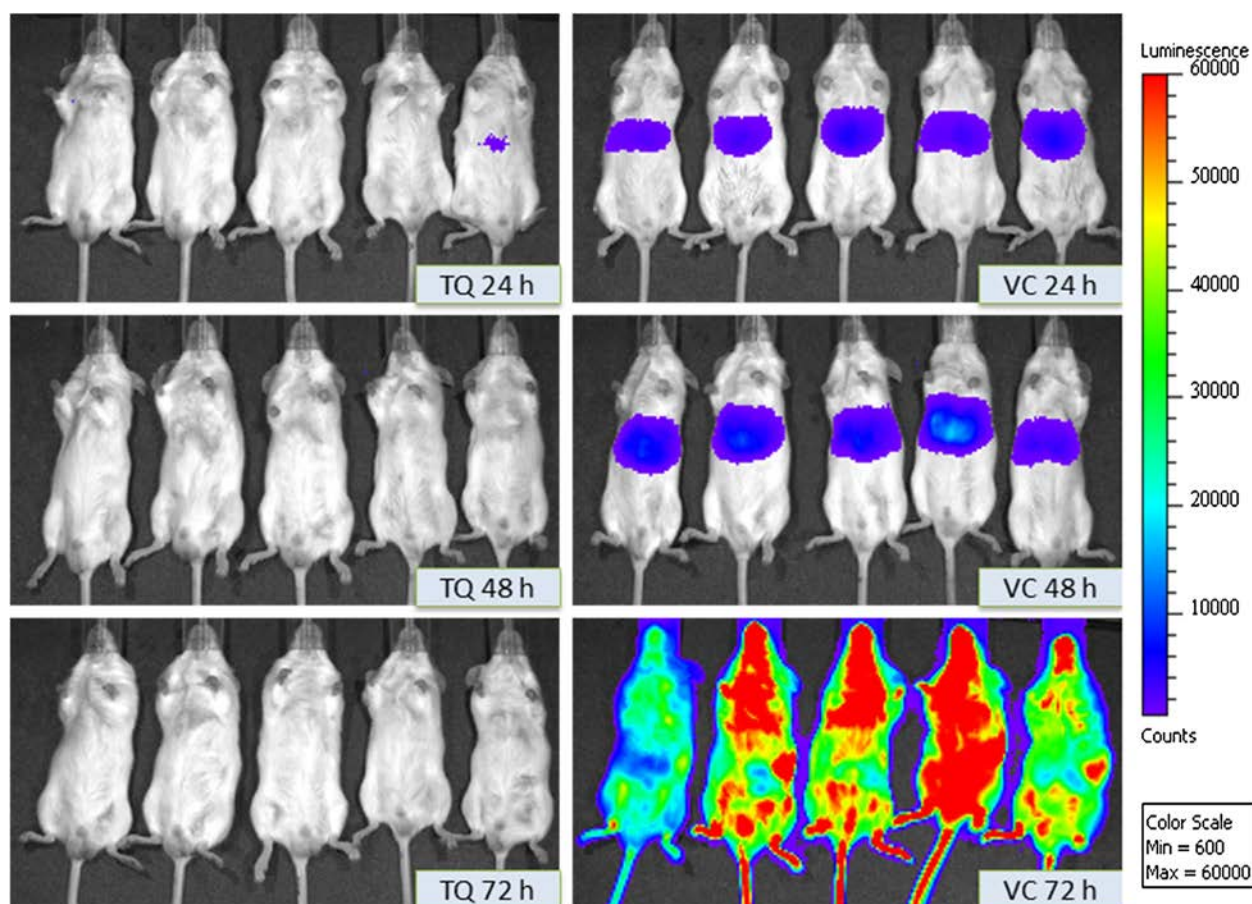 TQ 24 h
VC 24 h
TQ 48 h
VC 48 h
TQ 72 h
VC 72 h
Luminescence
60000
50000
40000
30000
20000
10000
Counts
Color Scale
Min = 600
Max = 60000